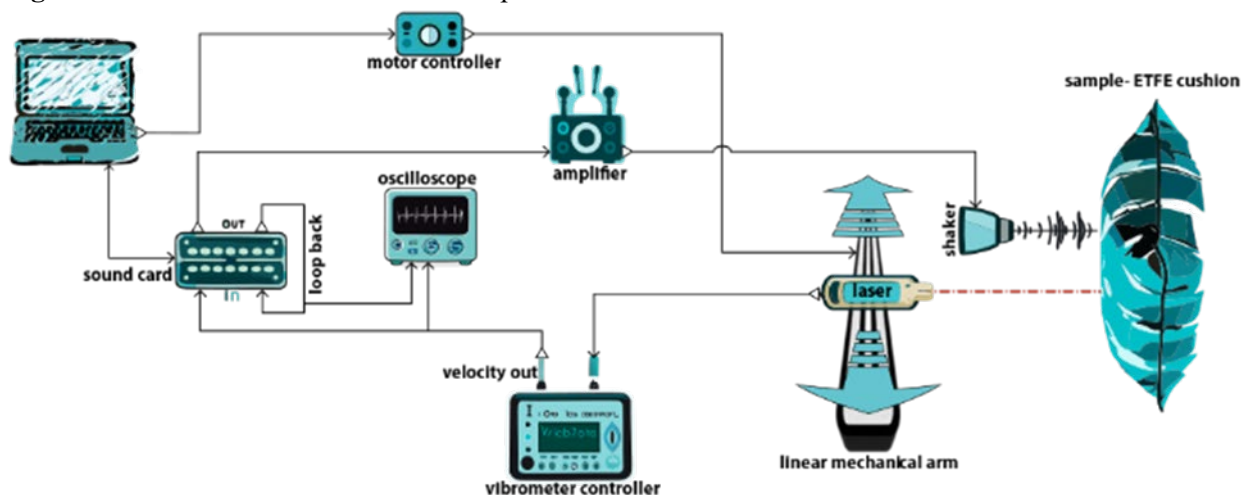 motor controller
sample- ETFE cushion
amplifier
oscilloscope
OUT
loop back
sound card
In
shaker
laser
velocity out
linear mechanical arm
vibrometer controller